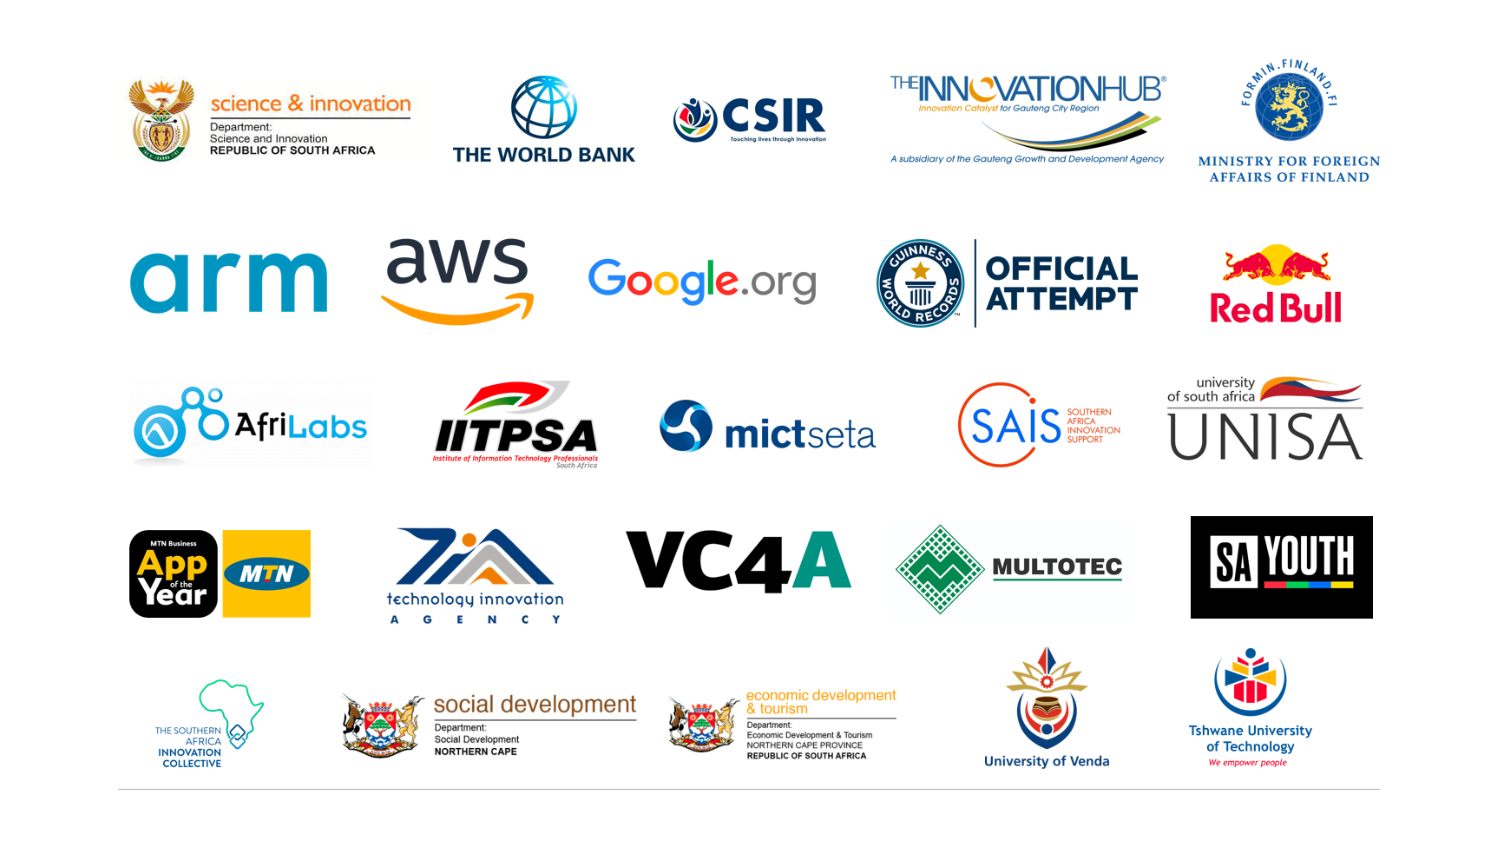 science & innovation
Department:
Science and Innovation
REPUBLIC OF SOUTH AFRICA
THE WORLD BANK
CSIR
Touching lives through innovation
THE INNOVATION HUB®
Innovation Catalyst for Gauteng City Region
A subsidiary of the Gauteng Growth and Development Agency
FORMIN.FINLAND.FI
MINISTRY FOR FOREIGN
AFFAIRS OF FINLAND
arm
aws
Google.org
GUINNESS
WORLD RECORDS
™
OFFICIAL
ATTEMPT
Red Bull
AfriLabs
IITPSA
Institute of Information Technology Professionals
South Africa
mictseta
SAIS
SOUTHERN
AFRICA
INNOVATION
SUPPORT
university
of south africa
UNISA
MTN Business
App
of the
Year
MTN
TIA
technology innovation
AGENCY
VC4A
MULTOTEC
SA YOUTH
THE SOUTHERN
AFRICA
INNOVATION
COLLECTIVE
social development
Department:
Social Development
NORTHERN CAPE
economic development
& tourism
Department:
Economic Development & Tourism
NORTHERN CAPE PROVINCE
REPUBLIC OF SOUTH AFRICA
University of Venda
Tshwane University
of Technology
We empower people